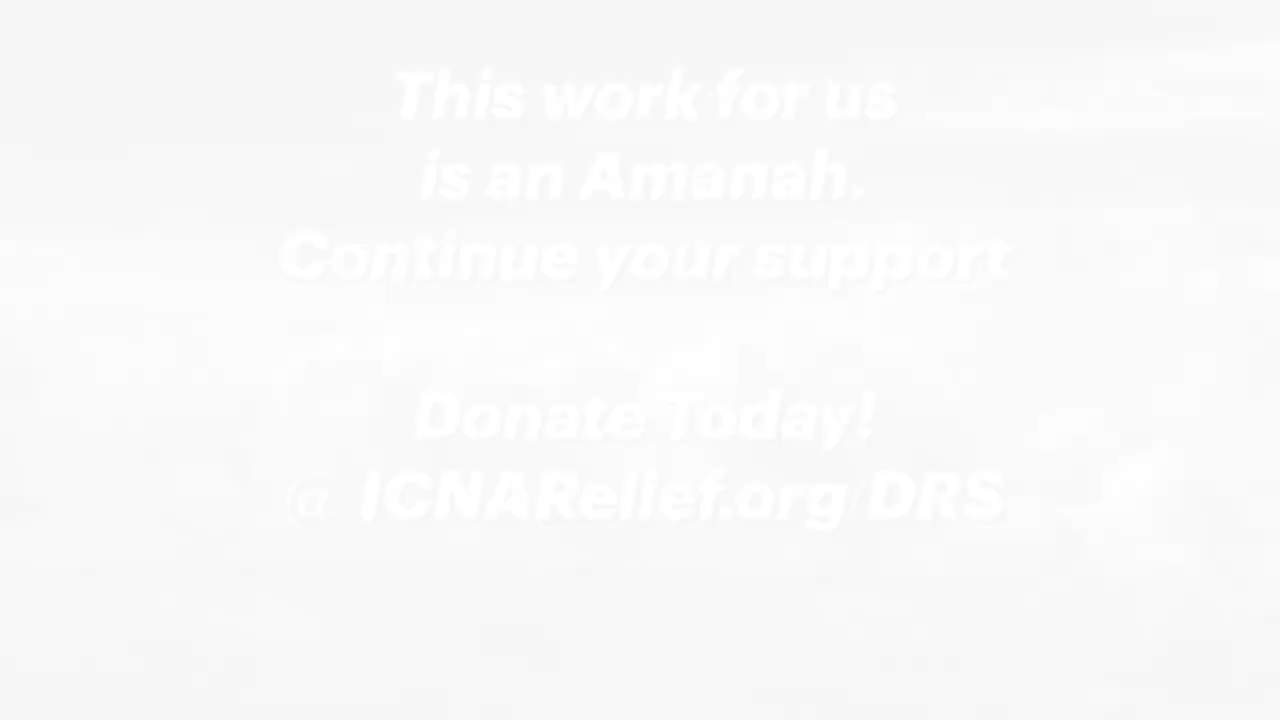 This work for us
is an Amanah.
Continue your support
Donate Today!
@ ICNARelief.org/DRS